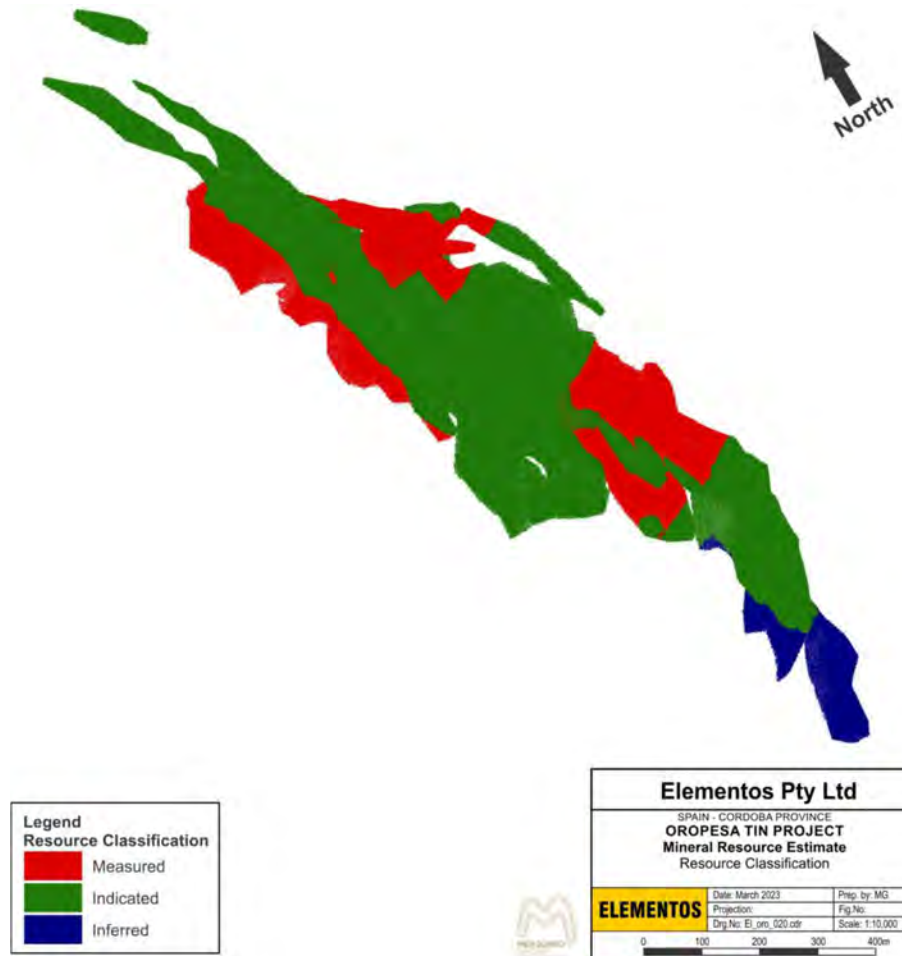 North
Legend
Resource Classification
Measured
Indicated
Inferred
Elementos Pty Ltd
SPAIN - CORDOBA PROVINCE
OROPESA TIN PROJECT
Mineral Resource Estimate
Resource Classification
ELEMENTOS
Date: March 2023
Prep. by: MG
Projection:
Fig.No:
Drg.No: El_oro_020.cdr
Scale: 1:10,000
0 100 200 300 400m